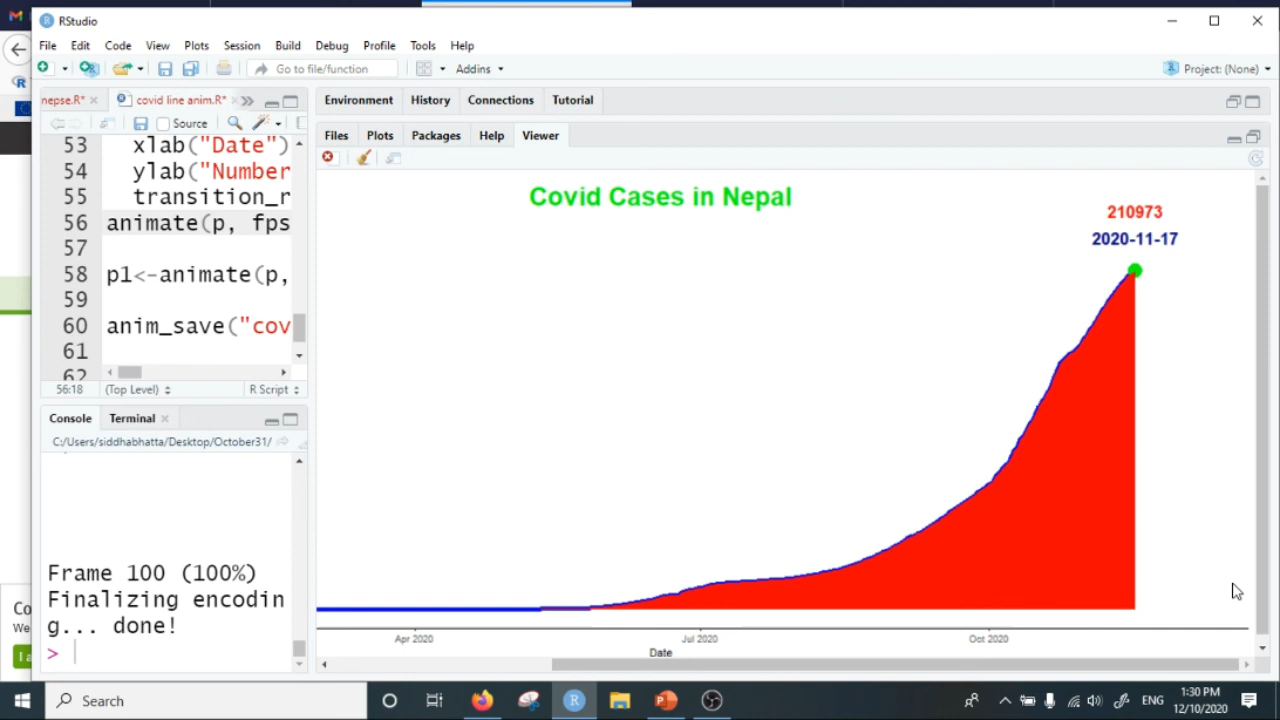 RStudio
File Edit Code View Plots Session Build Debug Profile Tools Help
Go to file/function Addins Project: (None)
nepse.R* covid line anim.R*
Source
53 xlab("Date")
54 ylab("Number
55 transition_r
56 animate(p, fps
57
58 p1<-animate(p,
59
60 anim_save("cov
61
62
56:18 (Top Level) R Script
Console Terminal
C:/Users/siddhabhatta/Desktop/October31/
Frame 100 (100%)
Finalizing encodin
g... done!
>
Environment History Connections Tutorial
Files Plots Packages Help Viewer
Covid Cases in Nepal
210973
2020-11-17
Apr 2020 Jul 2020 Oct 2020
Date
Co
We
I a
Search
ENG
1:30 PM
12/10/2020